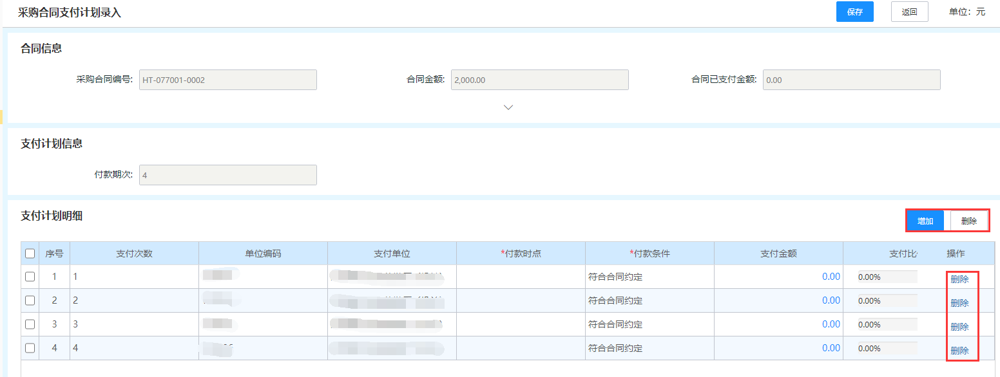 采购合同支付计划录入 保存 返回 单位：元
合同信息
采购合同编号: HT-077001-0002 合同金额: 2,000.00 合同已支付金额: 0.00
支付计划信息
付款期次: 4
支付计划明细 增加 删除
序号 支付次数 单位编码 支付单位 *付款时点 *付款条件 支付金额 支付比 操作
1 1 符合合同约定 0.00 0.00% 删除
2 2 符合合同约定 0.00 0.00% 删除
3 3 符合合同约定 0.00 0.00% 删除
4 4 符合合同约定 0.00 0.00% 删除